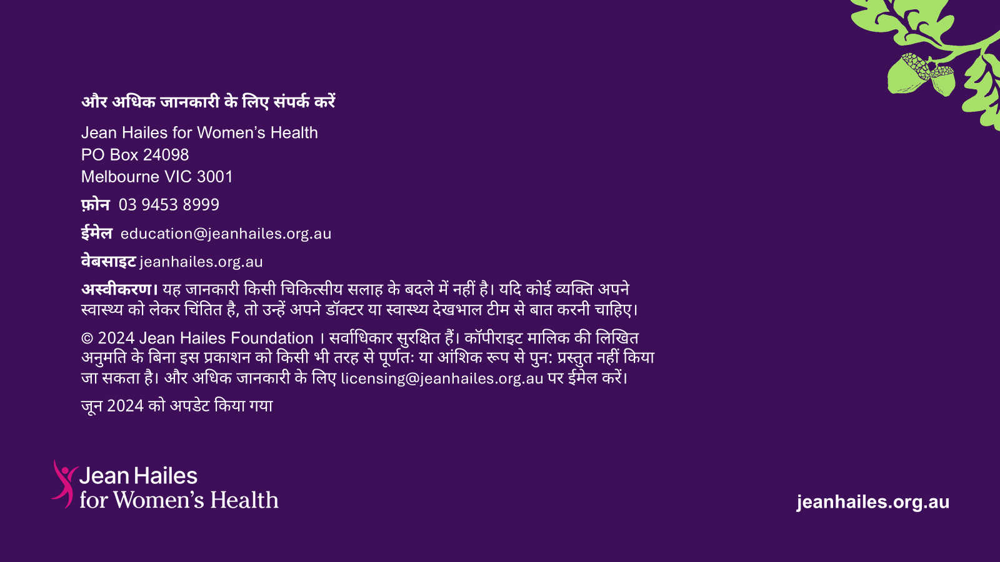 और अधिक जानकारी के लिए संपर्क करें
Jean Hailes for Women’s Health
PO Box 24098
Melbourne VIC 3001
फ़ोन 03 9453 8999
ईमेल education@jeanhailes.org.au
वेबसाइट jeanhailes.org.au
अस्वीकरण। यह जानकारी किसी चिकित्सीय सलाह के बदले में नहीं है। यदि कोई व्यक्ति अपने
स्वास्थ्य को लेकर चिंतित है, तो उन्हें अपने डॉक्टर या स्वास्थ्य देखभाल टीम से बात करनी चाहिए।
© 2024 Jean Hailes Foundation । सर्वाधिकार सुरक्षित हैं। कॉपीराइट मालिक की लिखित
अनुमति के बिना इस प्रकाशन को किसी भी तरह से पूर्णतः या आंशिक रूप से पुन: प्रस्तुत नहीं किया
जा सकता है। और अधिक जानकारी के लिए licensing@jeanhailes.org.au पर ईमेल करें।
जून 2024 को अपडेट किया गया
Jean Hailes
for Women’s Health
jeanhailes.org.au